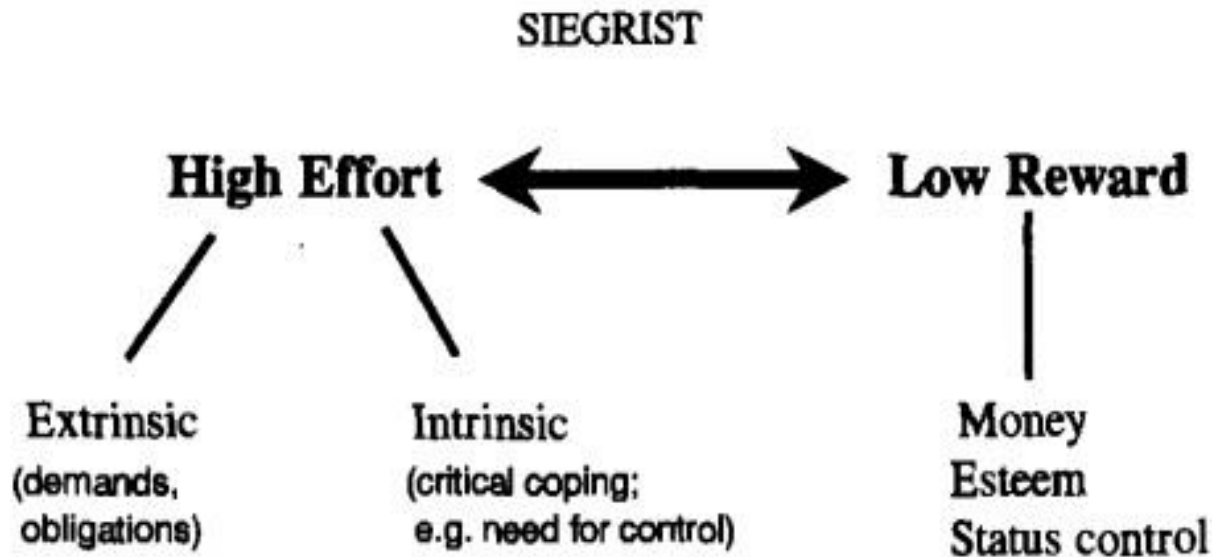 SIEGRIST
High Effort
Low Reward
Extrinsic
(demands,
obligations)
Intrinsic
(critical coping;
e.g. need for control)
Money
Esteem
Status control